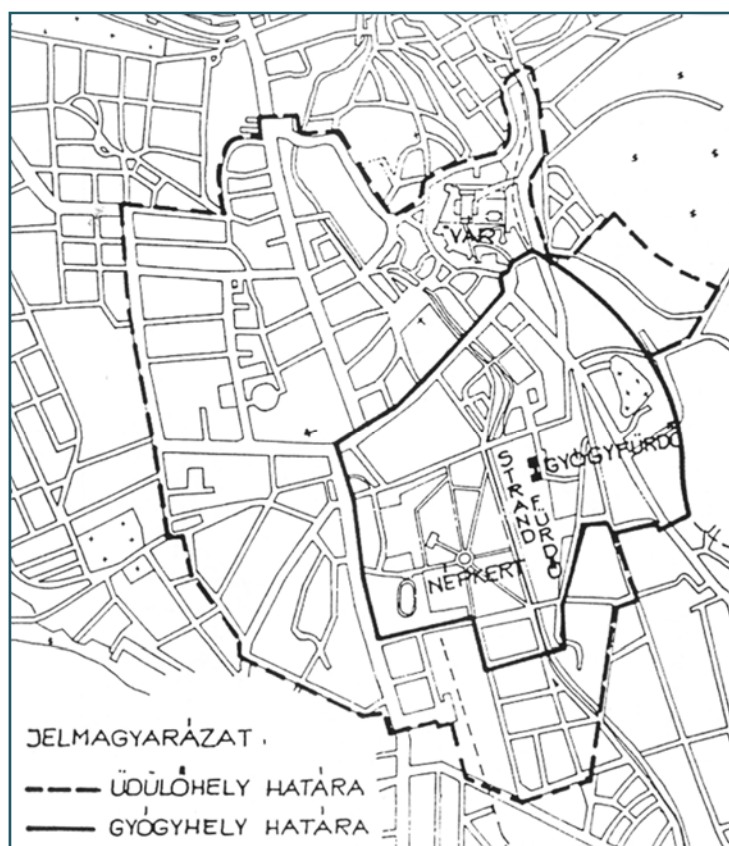 VÁR
GYÓGYFÜRDŐ
STRAND FÜRDŐ
NÉPKERT
JELMAGYARÁZAT :
ÜDÜLŐHELY HATÁRA
GYÓGYHELY HATÁRA